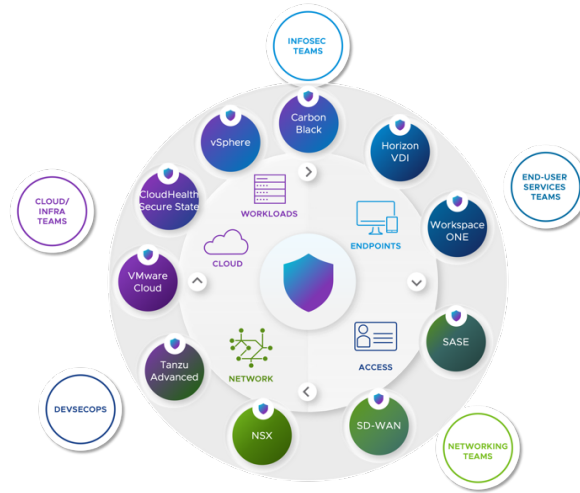 INFOSEC
TEAMS
Carbon
Black
vSphere
Horizon
VDI
CloudHealth
Secure State
WORKLOADS
CLOUD/
INFRA
TEAMS
END-USER
SERVICES
TEAMS
Workspace
ONE
ENDPOINTS
CLOUD
VMware
Cloud
SASE
Tanzu
Advanced
NETWORK
ACCESS
DEVSECOPS
NSX
SD-WAN
NETWORKING
TEAMS